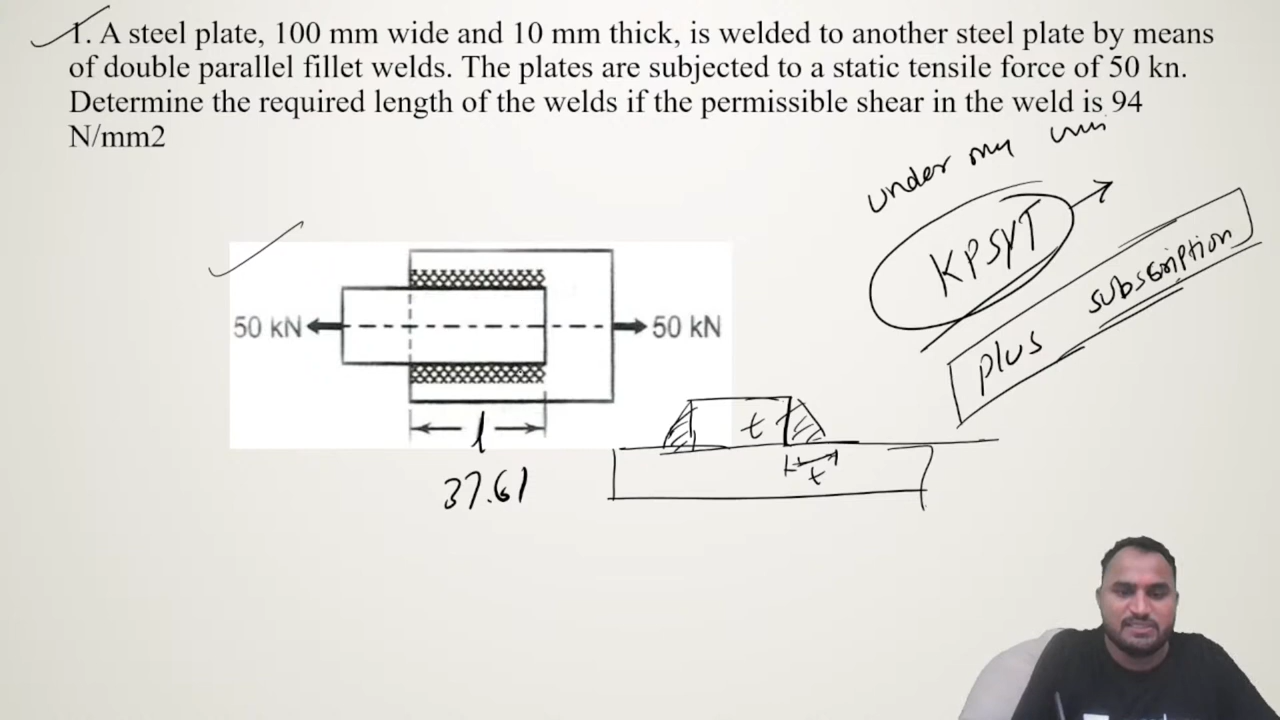 1. A steel plate, 100 mm wide and 10 mm thick, is welded to another steel plate by means
of double parallel fillet welds. The plates are subjected to a static tensile force of 50 kn.
Determine the required length of the welds if the permissible shear in the weld is 94
N/mm2
under my
KPSYT
plus subscription
50 kN
50 kN
l
37.61
t
t